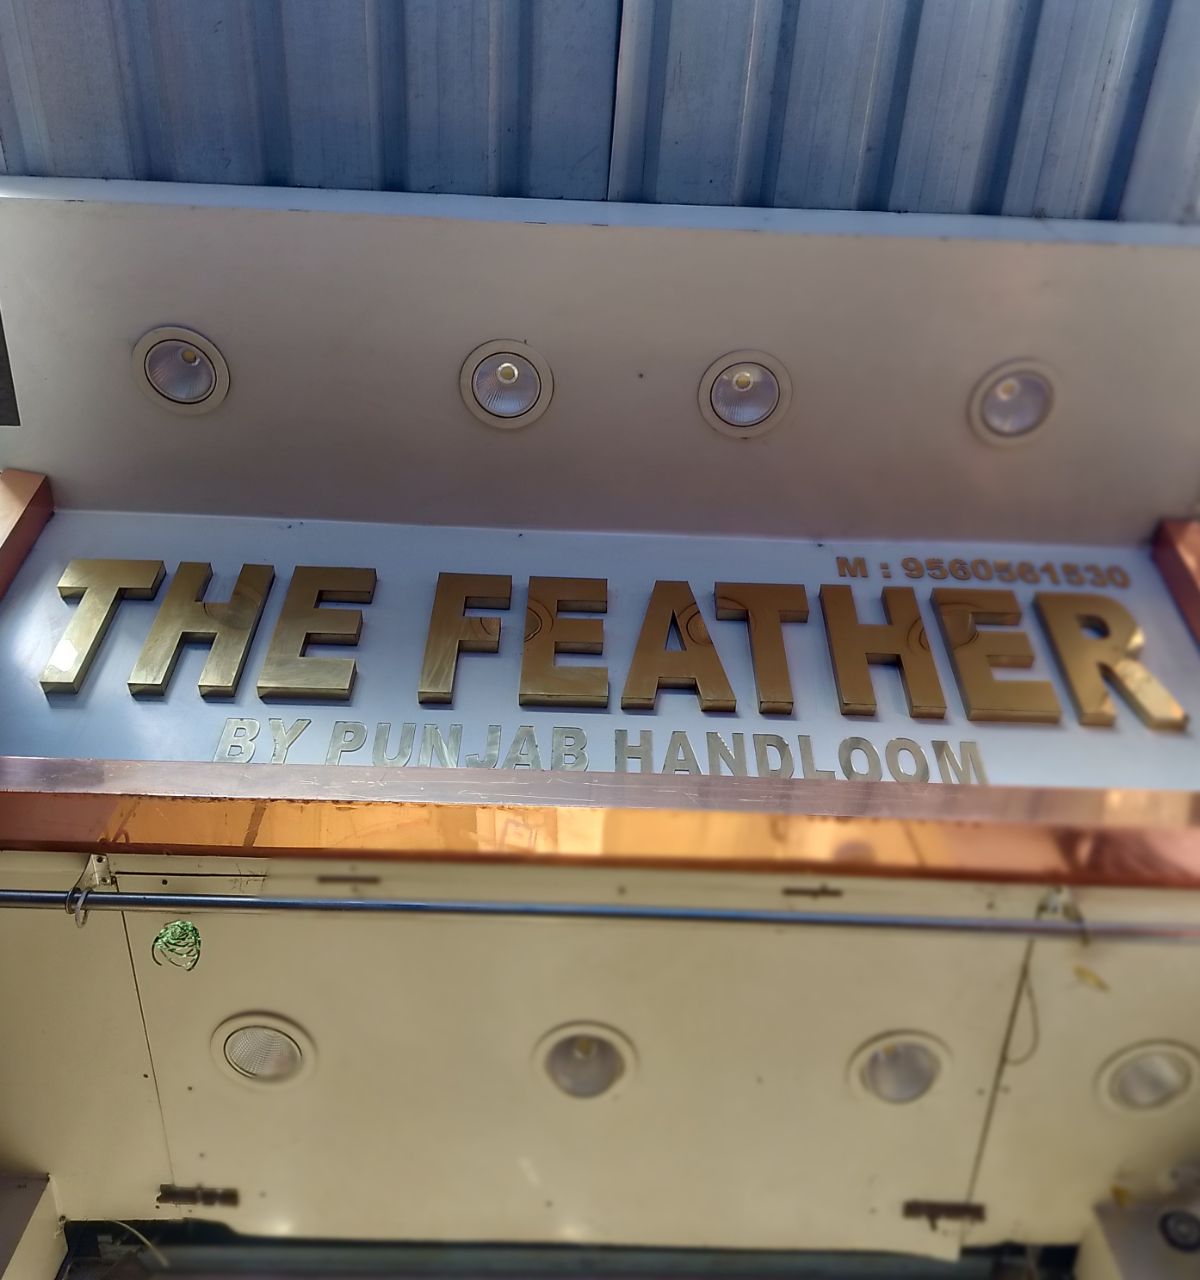 M : 9560561530
THE FEATHER
BY PUNJAB HANDLOOM